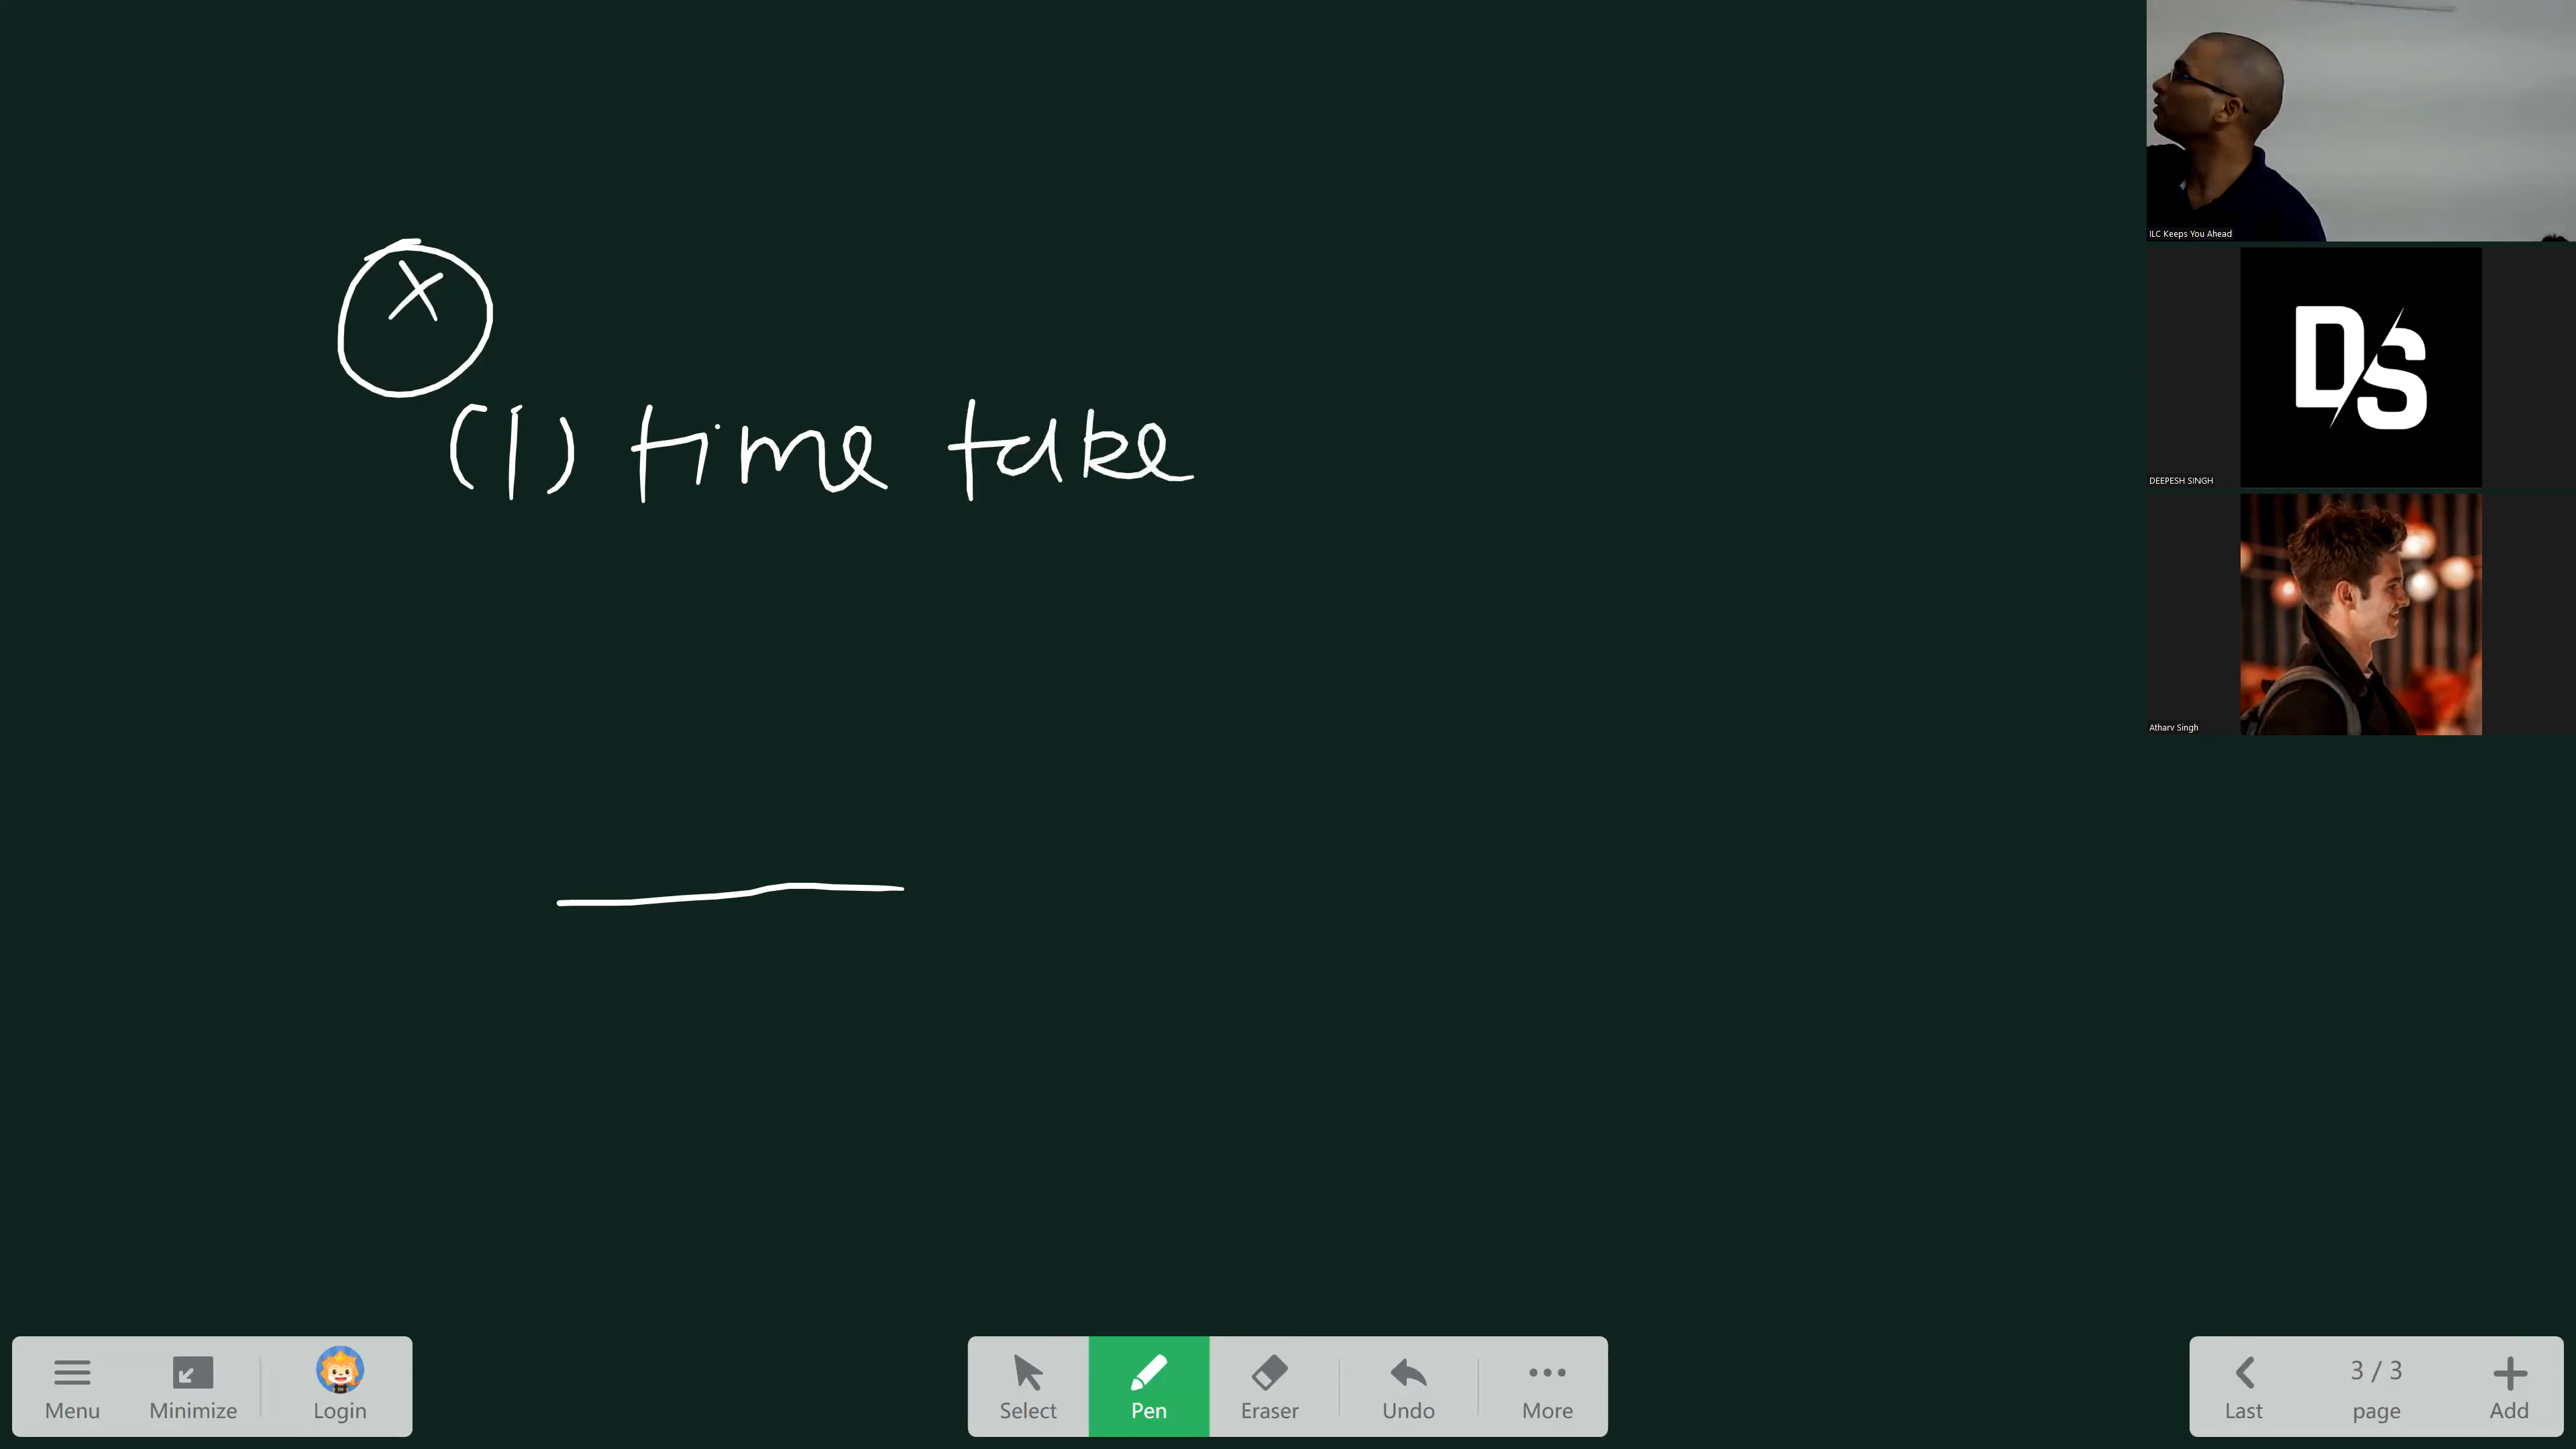 X
(1) time take
ILC Keeps You Ahead
DS
DEEPESH SINGH
Atharv Singh
Menu Minimize Login Select Pen Eraser Undo More Last 3 / 3 page Add